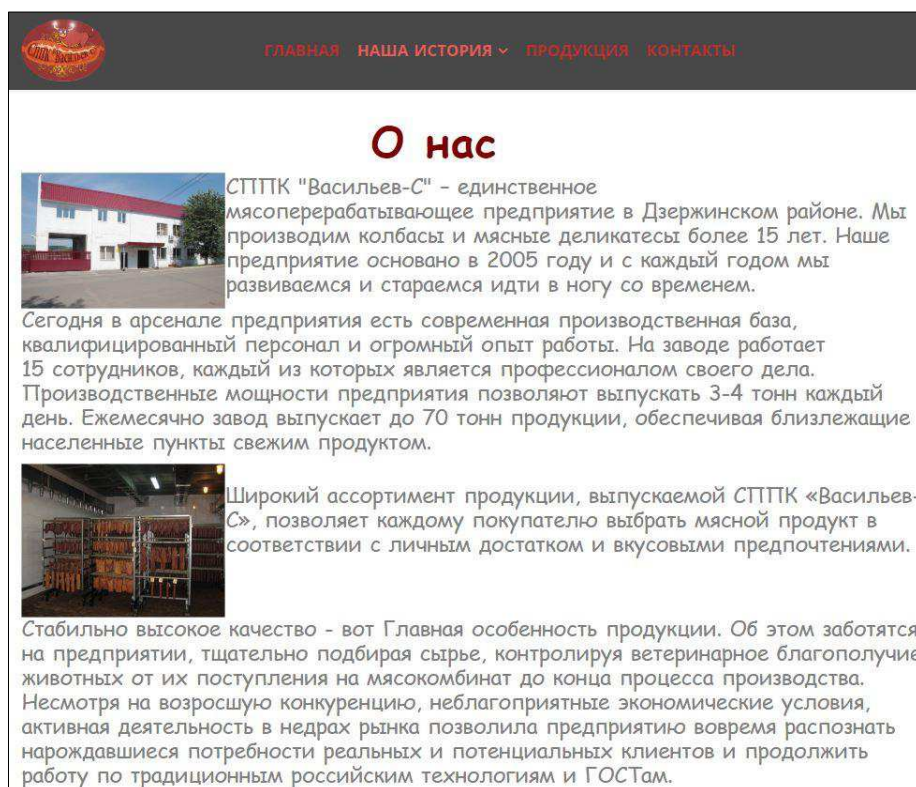 СППК "Васильев-С"
ГЛАВНАЯ НАША ИСТОРИЯ ПРОДУКЦИЯ КОНТАКТЫ
О нас
СППК "Васильев-С" – единственное
мясоперерабатывающее предприятие в Дзержинском районе. Мы
производим колбасы и мясные деликатесы более 15 лет. Наше
предприятие основано в 2005 году и с каждый годом мы
развиваемся и стараемся идти в ногу со временем.
Сегодня в арсенале предприятия есть современная производственная база,
квалифицированный персонал и огромный опыт работы. На заводе работает
15 сотрудников, каждый из которых является профессионалом своего дела.
Производственные мощности предприятия позволяют выпускать 3-4 тонн каждый
день. Ежемесячно завод выпускает до 70 тонн продукции, обеспечивая близлежащие
населенные пункты свежим продуктом.
Широкий ассортимент продукции, выпускаемой СППК «Васильев-
С», позволяет каждому покупателю выбрать мясной продукт в
соответствии с личным достатком и вкусовыми предпочтениями.
Стабильно высокое качество - вот Главная особенность продукции. Об этом заботятся
на предприятии, тщательно подбирая сырье, контролируя ветеринарное благополучие
животных от их поступления на мясокомбинат до конца процесса производства.
Несмотря на возросшую конкуренцию, неблагоприятные экономические условия,
активная деятельность в недрах рынка позволила предприятию вовремя распознать
нарождавшиеся потребности реальных и потенциальных клиентов и продолжить
работу по традиционным российским технологиям и ГОСТам.